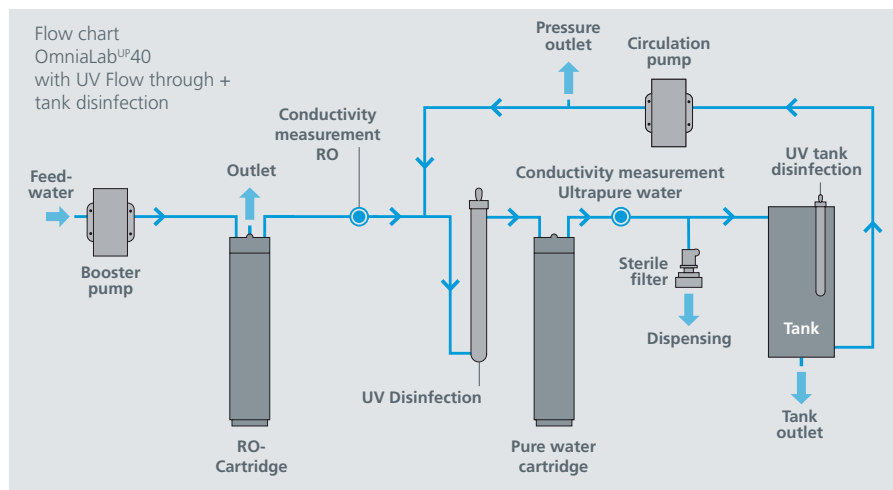 Flow chart
OmniaLabUP40
with UV Flow through +
tank disinfection
Pressure
outlet
Circulation
pump
Conductivity
measurement
RO
Feed-
water
Outlet
Conductivity measurement
Ultrapure water
UV tank
disinfection
Booster
pump
Sterile
filter
Tank
Dispensing
UV Disinfection
Tank
outlet
RO-
Cartridge
Pure water
cartridge